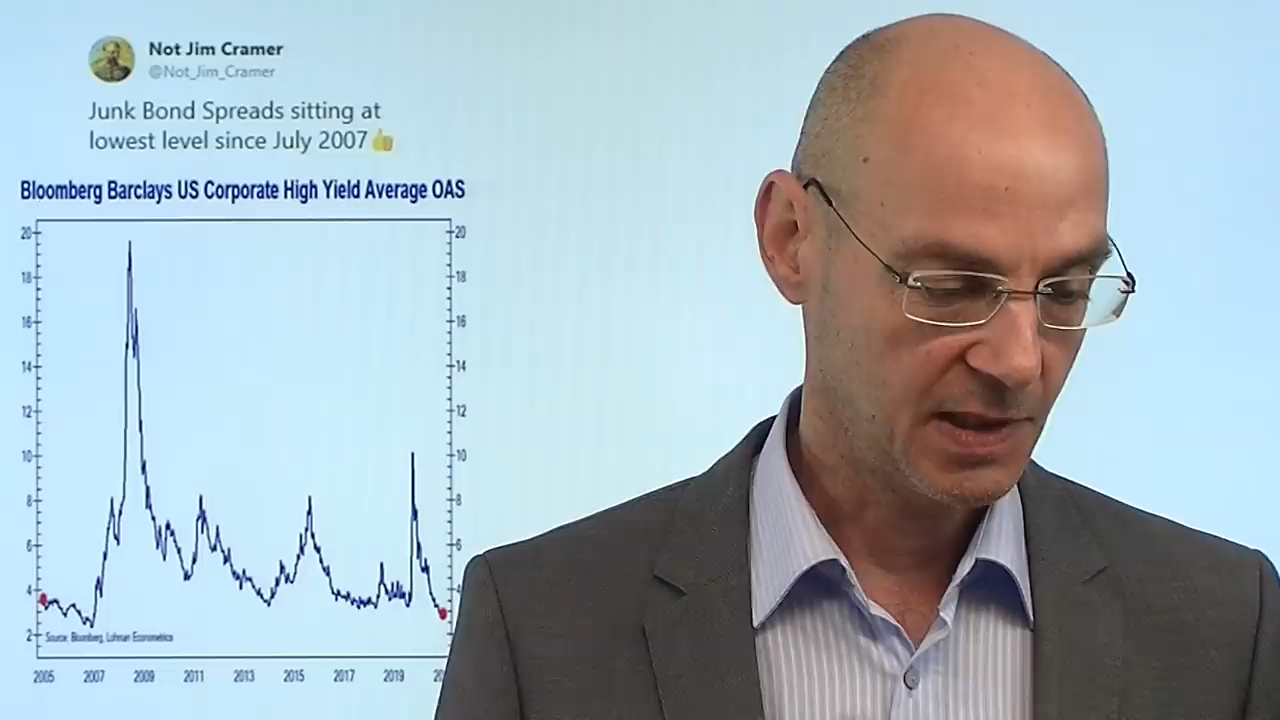 Not Jim Cramer
@Not_Jim_Cramer
Junk Bond Spreads sitting at
lowest level since July 2007👍
Bloomberg Barclays US Corporate High Yield Average OAS
20 20
18 18
16 16
14 14
12 12
10 10
8 8
6 6
4 4
2
Source: Bloomberg, Lohman Econometrics
2005 2007 2009 2011 2013 2015 2017 2019